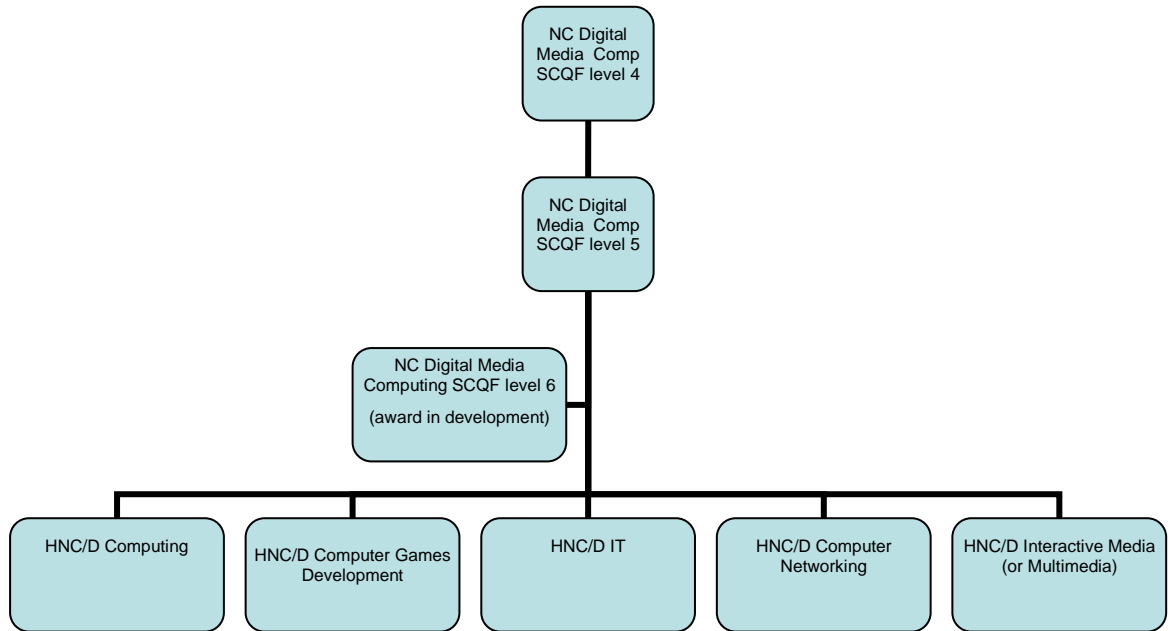 NC Digital
Media Comp
SCQF level 4
NC Digital
Media Comp
SCQF level 5
NC Digital Media
Computing SCQF level 6
(award in development)
HNC/D Computing
HNC/D Computer Games
Development
HNC/D IT
HNC/D Computer
Networking
HNC/D Interactive Media
(or Multimedia)